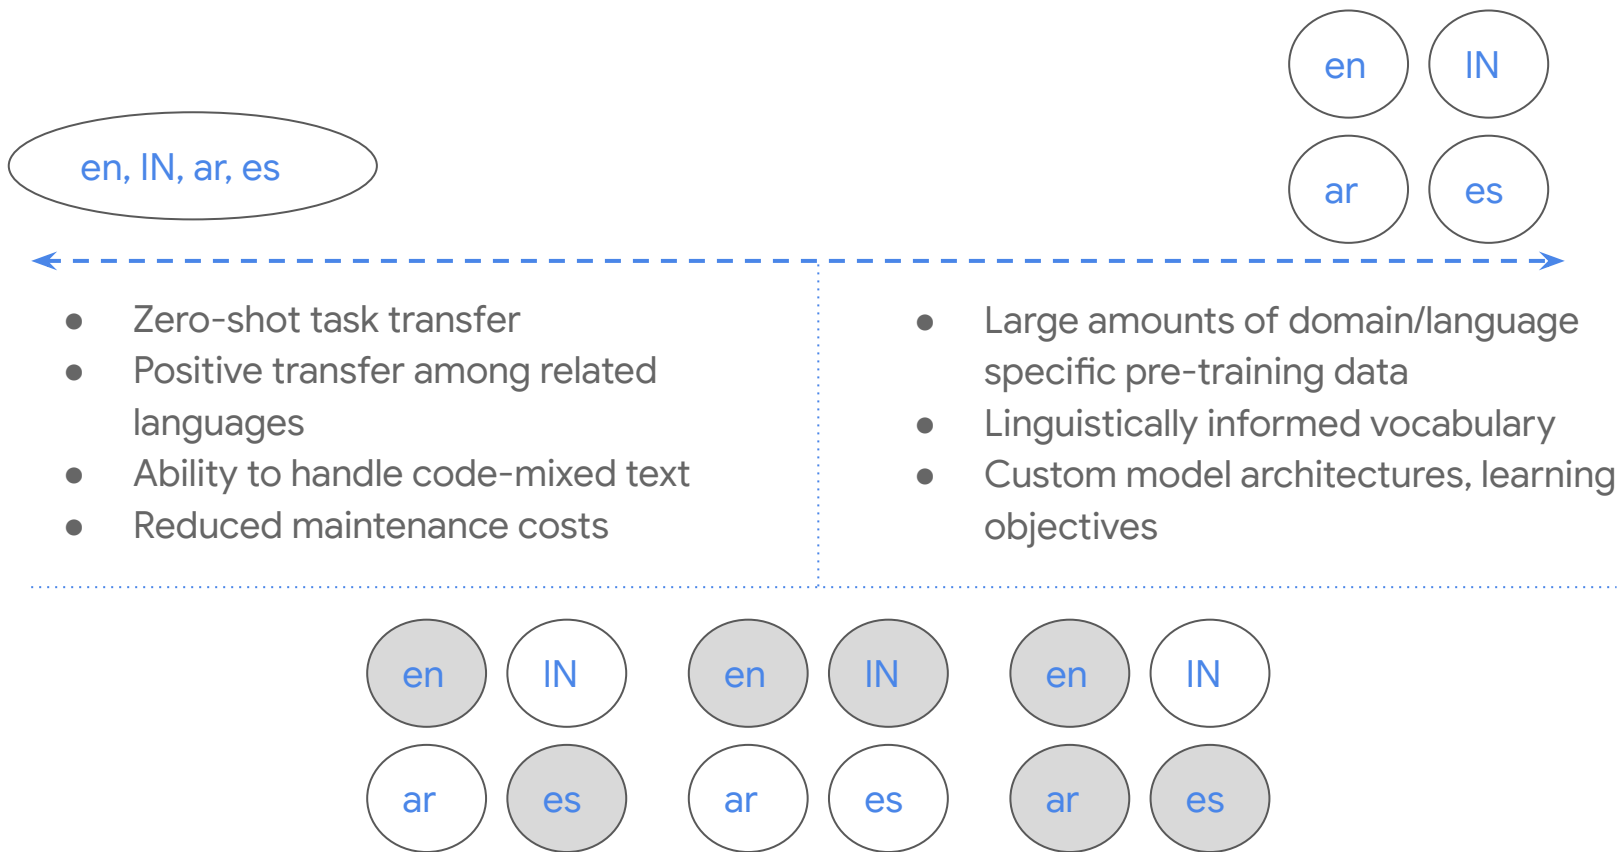 en, IN, ar, es
en IN
ar es
● Zero-shot task transfer
● Positive transfer among related
languages
● Ability to handle code-mixed text
● Reduced maintenance costs
● Large amounts of domain/language
specific pre-training data
● Linguistically informed vocabulary
● Custom model architectures, learning
objectives
en IN en IN en IN
ar es ar es ar es